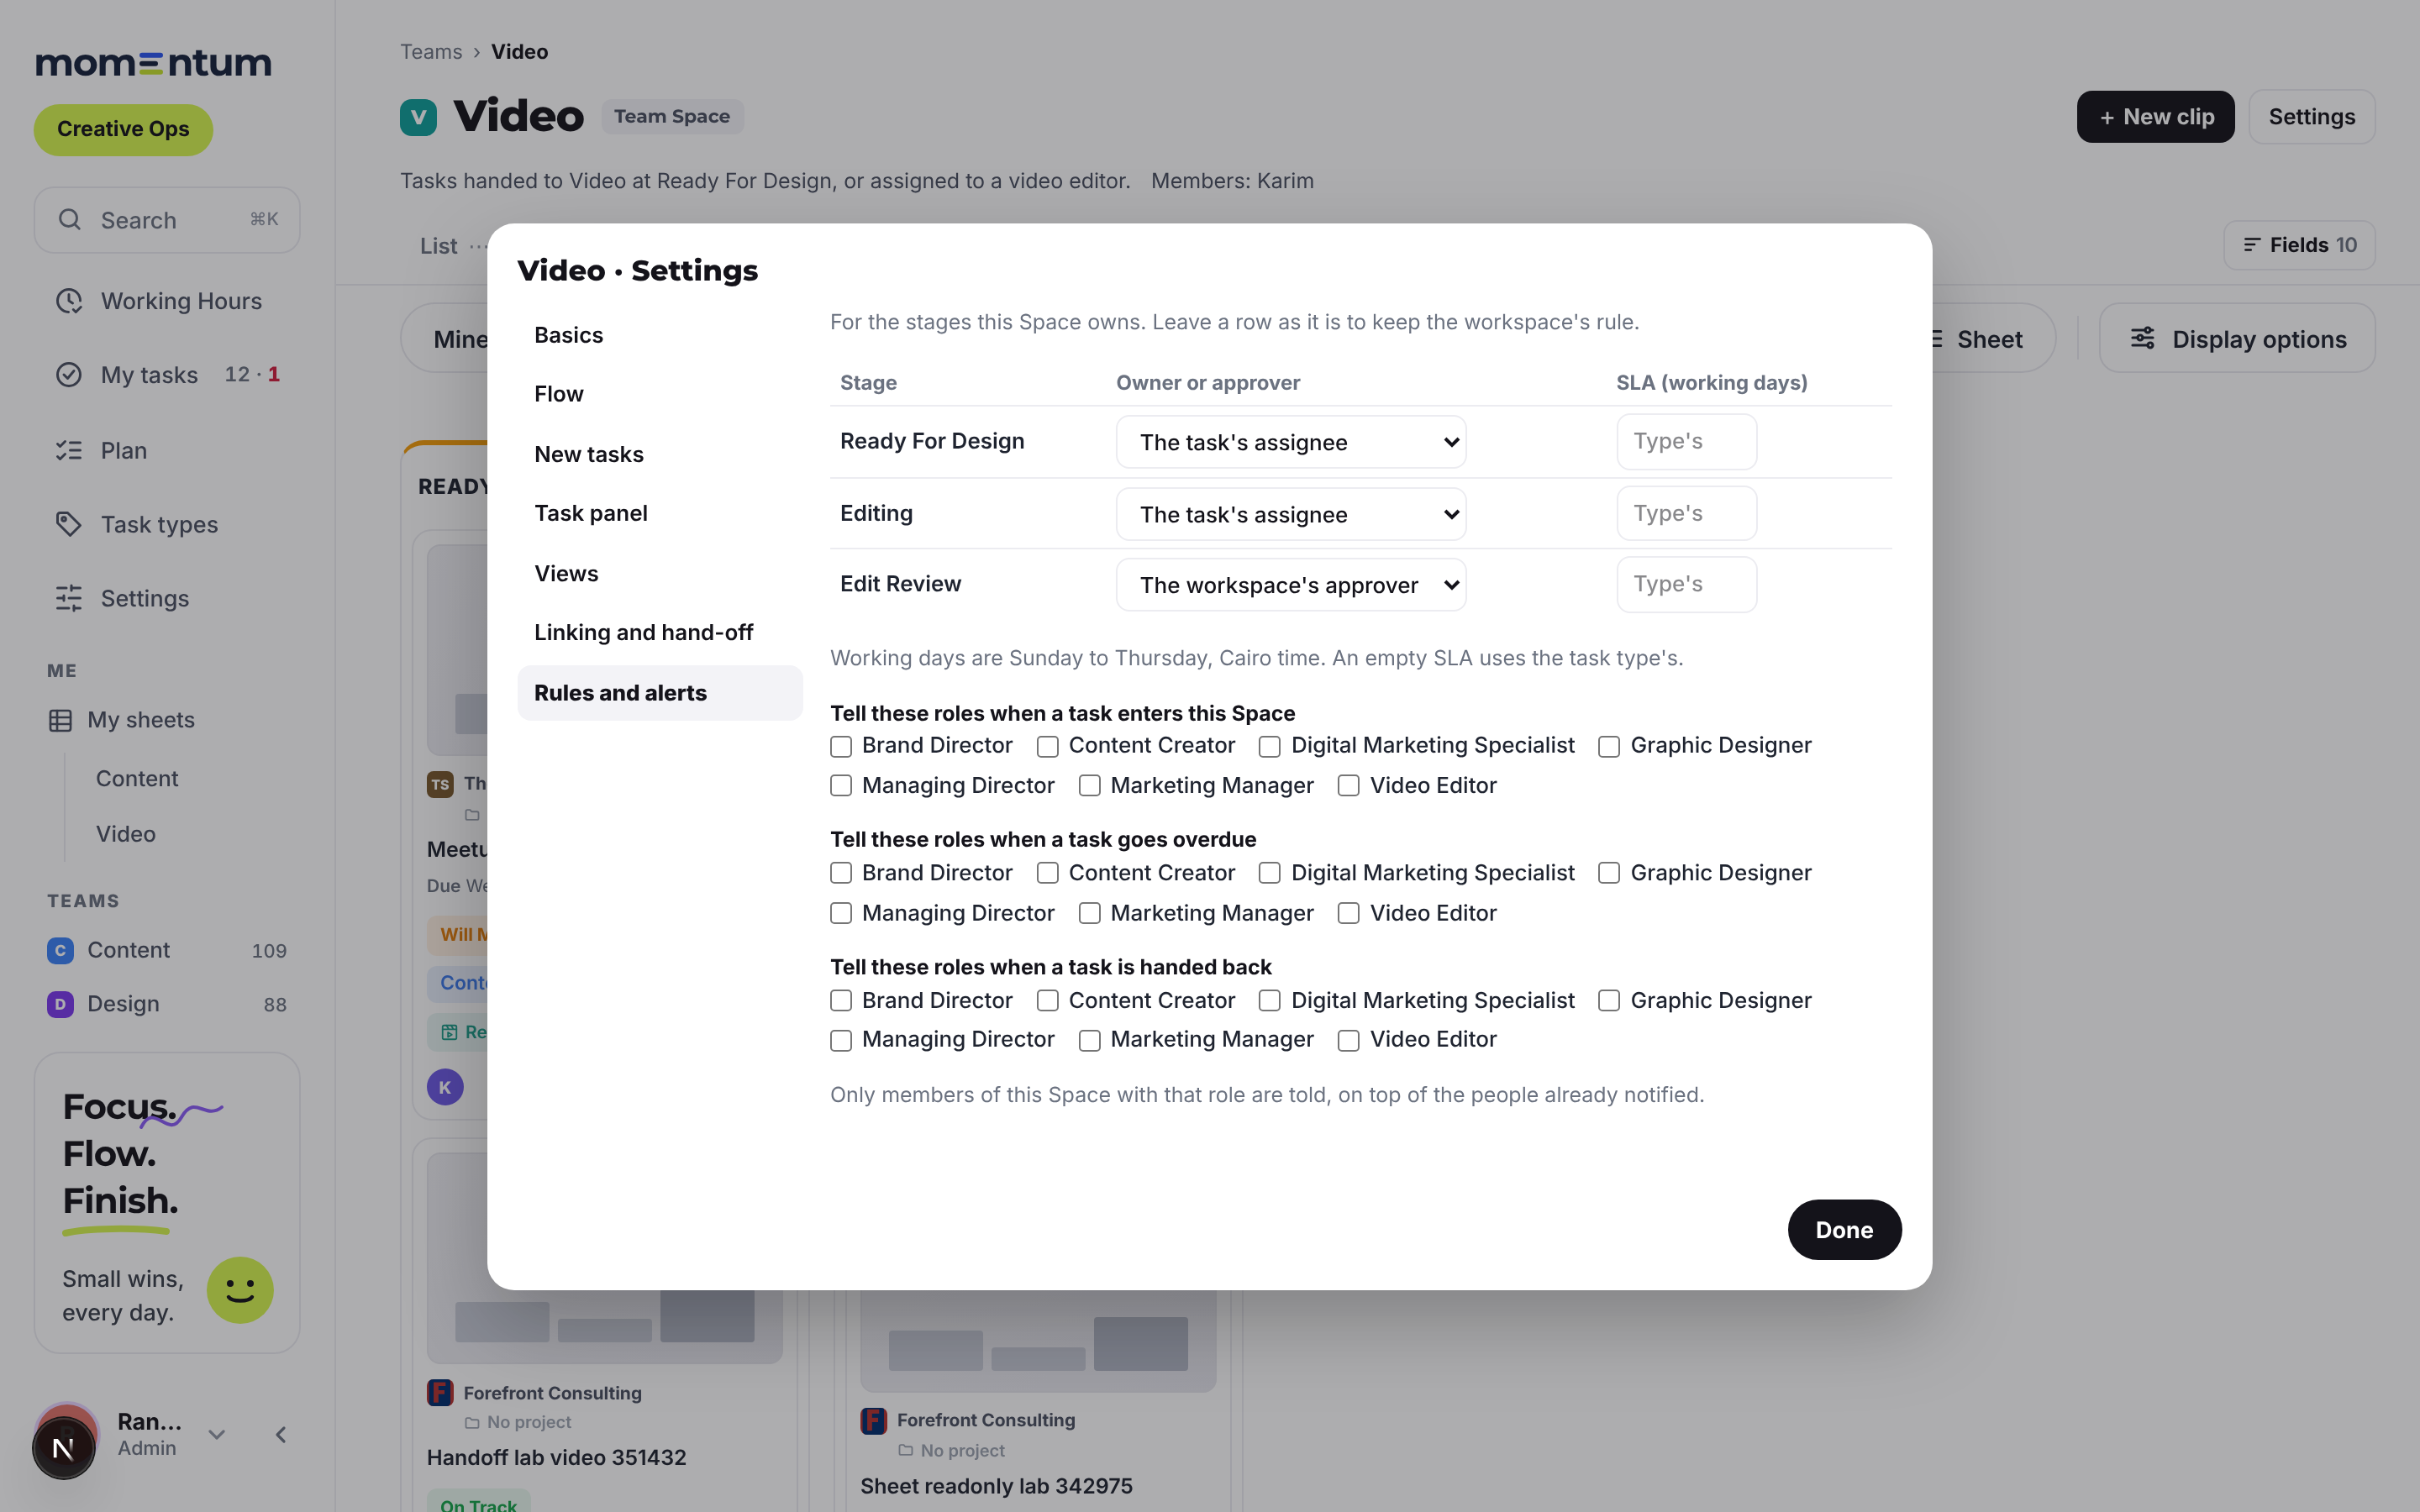 momentum
Creative Ops
Search ⌘K
Working Hours
My tasks 12 · 1
Plan
Task types
Settings
ME
My sheets
Content
Video
TEAMS
C Content 109
D Design 88
Focus.
Flow.
Finish.
Small wins,
every day.
N
Ran...
Admin
Teams › Video
V Video Team Space
+ New clip
Settings
Tasks handed to Video at Ready For Design, or assigned to a video editor. Members: Karim
List ...
Fields 10
Mine
Sheet
Display options
READY
TS Th
Meetu
Due We
Will M
Conte
Re
K
Forefront Consulting
No project
Handoff lab video 351432
On Track
Forefront Consulting
No project
Sheet readonly lab 342975
Video · Settings
Basics
Flow
New tasks
Task panel
Views
Linking and hand-off
Rules and alerts
For the stages this Space owns. Leave a row as it is to keep the workspace's rule.
Stage Owner or approver SLA (working days)
Ready For Design The task's assignee Type's
Editing The task's assignee Type's
Edit Review The workspace's approver Type's
Working days are Sunday to Thursday, Cairo time. An empty SLA uses the task type's.
Tell these roles when a task enters this Space
Brand Director Content Creator Digital Marketing Specialist Graphic Designer
Managing Director Marketing Manager Video Editor
Tell these roles when a task goes overdue
Brand Director Content Creator Digital Marketing Specialist Graphic Designer
Managing Director Marketing Manager Video Editor
Tell these roles when a task is handed back
Brand Director Content Creator Digital Marketing Specialist Graphic Designer
Managing Director Marketing Manager Video Editor
Only members of this Space with that role are told, on top of the people already notified.
Done